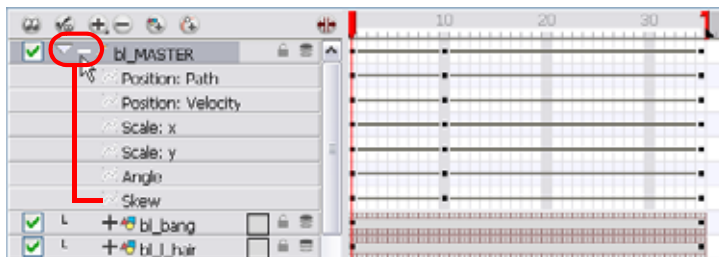 10 20 30
bl_MASTER
Position: Path
Position: Velocity
Scale: x
Scale: y
Angle
Skew
bl_bang
bl_l_hair